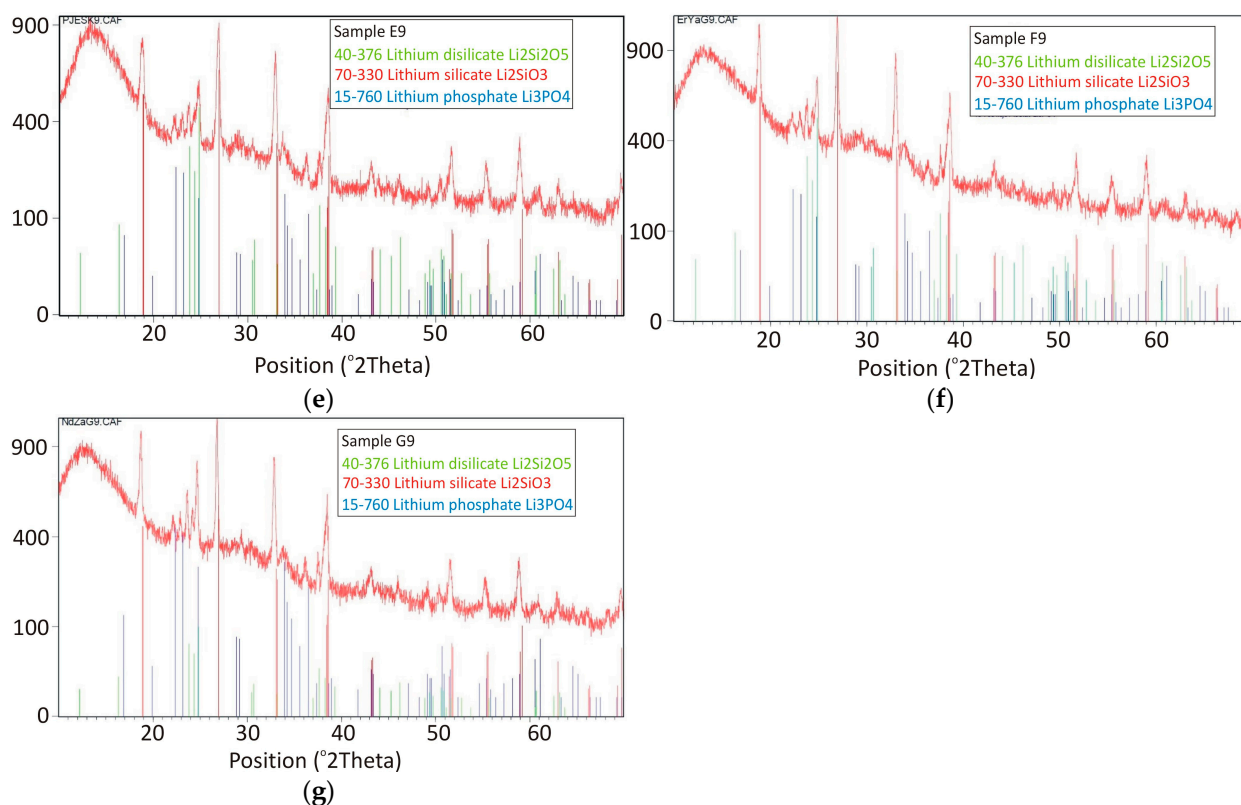 PJESK9.CAF
Sample E9
40-376 Lithium disilicate Li2Si2O5
70-330 Lithium silicate Li2SiO3
15-760 Lithium phosphate Li3PO4
900
400
100
0
20 30 40 50 60
Position (°2Theta)
(e)
ErYaG9.CAF
Sample F9
40-376 Lithium disilicate Li2Si2O5
70-330 Lithium silicate Li2SiO3
15-760 Lithium phosphate Li3PO4
900
400
100
0
20 30 40 50 60
Position (°2Theta)
(f)
NdZaG9.CAF
Sample G9
40-376 Lithium disilicate Li2Si2O5
70-330 Lithium silicate Li2SiO3
15-760 Lithium phosphate Li3PO4
900
400
100
0
20 30 40 50 60
Position (°2Theta)
(g)